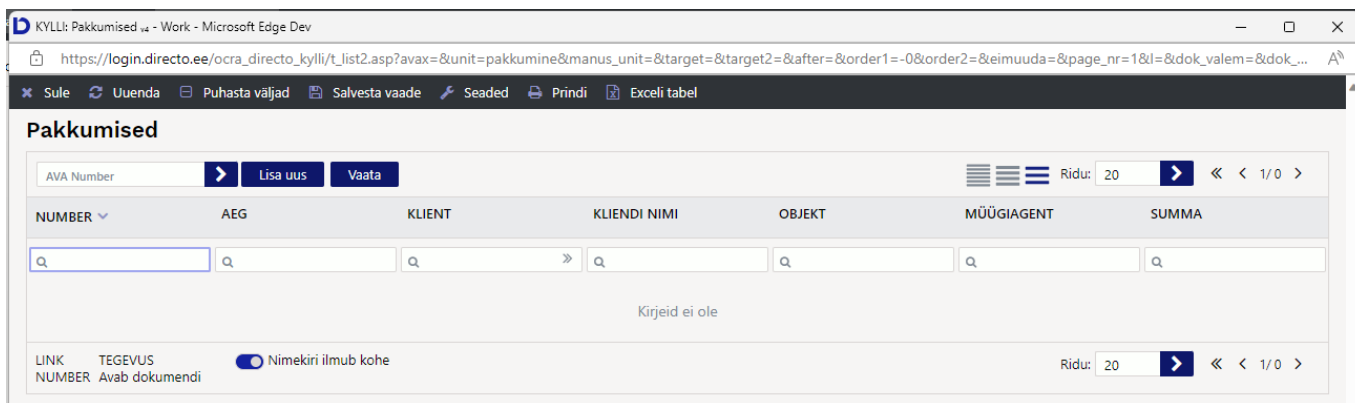 KYLLI: Pakkumised v4 - Work - Microsoft Edge Dev
https://login.directo.ee/ocra_directo_kylli/t_list2.asp?avax=&unit=pakkumine&manus_unit=&target=&target2=&after=&order1=-0&order2=&eimuuda=&page_nr=1&l=&dok_valem=&dok_...
Sule Uuenda Puhasta väljad Salvesta vaade Seaded Prindi Exceli tabel
Pakkumised
AVA Number Lisa uus Vaata Ridu: 20 1/0
NUMBER AEG KLIENT KLIENDI NIMI OBJEKT MÜÜGIAGENT SUMMA
Kirjeid ei ole
LINK TEGEVUS Nimekiri ilmub kohe Ridu: 20 1/0
NUMBER Avab dokumendi